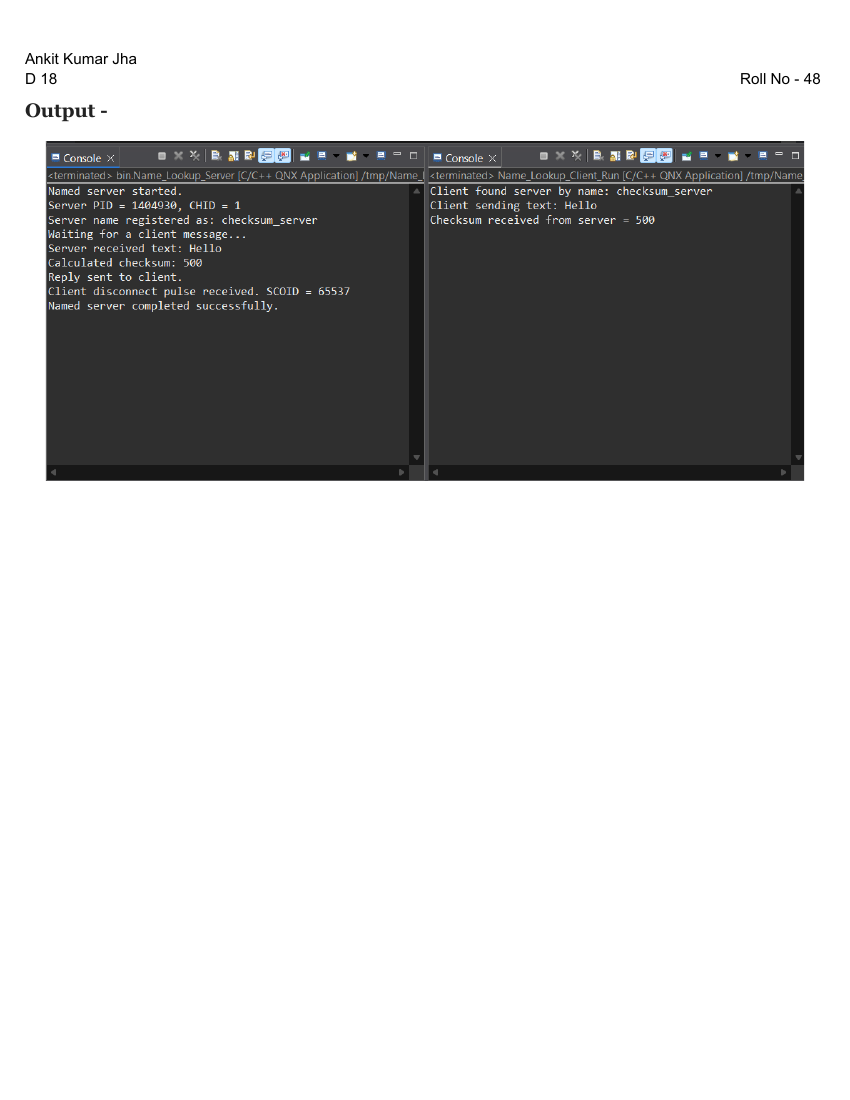 Ankit Kumar Jha
D 18
Roll No - 48
Output -
Console
<terminated> bin.Name_Lookup_Server [C/C++ QNX Application] /tmp/Name_
Named server started.
Server PID = 1404930, CHID = 1
Server name registered as: checksum_server
Waiting for a client message...
Server received text: Hello
Calculated checksum: 500
Reply sent to client.
Client disconnect pulse received. SCOID = 65537
Named server completed successfully.
Console
<terminated> Name_Lookup_Client_Run [C/C++ QNX Application] /tmp/Name
Client found server by name: checksum_server
Client sending text: Hello
Checksum received from server = 500